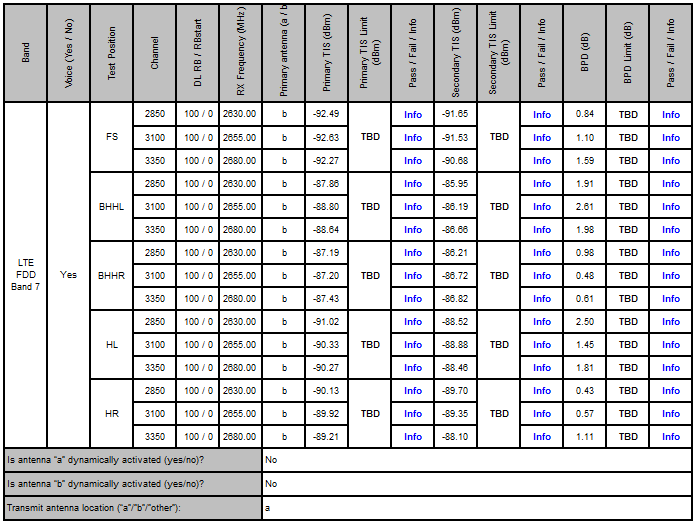 Band Voice (Yes / No) Test Position Channel DL RB / RBstart RX Frequency (MHz) Primary antenna (a / b Primary TIS (dBm) Primary TIS Limit (dBm) Pass / Fail / Info Secondary TIS (dBm) Secondary TIS Limit (dBm) Pass / Fail / Info BPD (dB) BPD Limit (dB) Pass / Fail / Info
LTE FDD Band 7 Yes
FS TBD TBD
2850 100 / 0 2630.00 b -92.49 Info -91.65 Info 0.84 TBD Info
3100 100 / 0 2655.00 b -92.63 Info -91.53 Info 1.10 TBD Info
3350 100 / 0 2680.00 b -92.27 Info -90.68 Info 1.59 TBD Info
BHHL TBD TBD
2850 100 / 0 2630.00 b -87.86 Info -85.95 Info 1.91 TBD Info
3100 100 / 0 2655.00 b -88.80 Info -86.19 Info 2.61 TBD Info
3350 100 / 0 2680.00 b -88.64 Info -86.66 Info 1.98 TBD Info
BHHR TBD TBD
2850 100 / 0 2630.00 b -87.19 Info -86.21 Info 0.98 TBD Info
3100 100 / 0 2655.00 b -87.20 Info -86.72 Info 0.48 TBD Info
3350 100 / 0 2680.00 b -87.43 Info -86.82 Info 0.61 TBD Info
HL TBD TBD
2850 100 / 0 2630.00 b -91.02 Info -88.52 Info 2.50 TBD Info
3100 100 / 0 2655.00 b -90.33 Info -88.88 Info 1.45 TBD Info
3350 100 / 0 2680.00 b -90.27 Info -88.46 Info 1.81 TBD Info
HR TBD TBD
2850 100 / 0 2630.00 b -90.13 Info -89.70 Info 0.43 TBD Info
3100 100 / 0 2655.00 b -89.92 Info -89.35 Info 0.57 TBD Info
3350 100 / 0 2680.00 b -89.21 Info -88.10 Info 1.11 TBD Info
Is antenna "a" dynamically activated (yes/no)? No
Is antenna "b" dynamically activated (yes/no)? No
Transmit antenna location ("a"/"b"/"other"): a